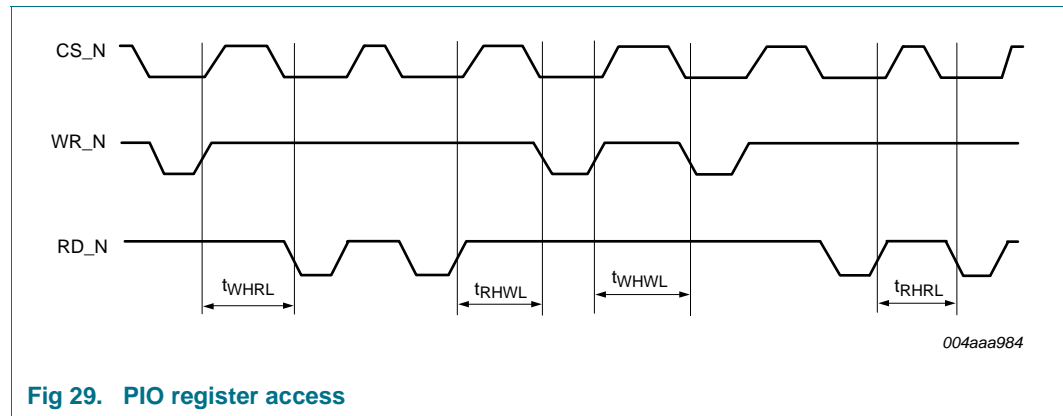 CS_N
WR_N
RD_N
tWHRL
tRHWL
tWHWL
tRHRL
004aaa984
Fig 29. PIO register access